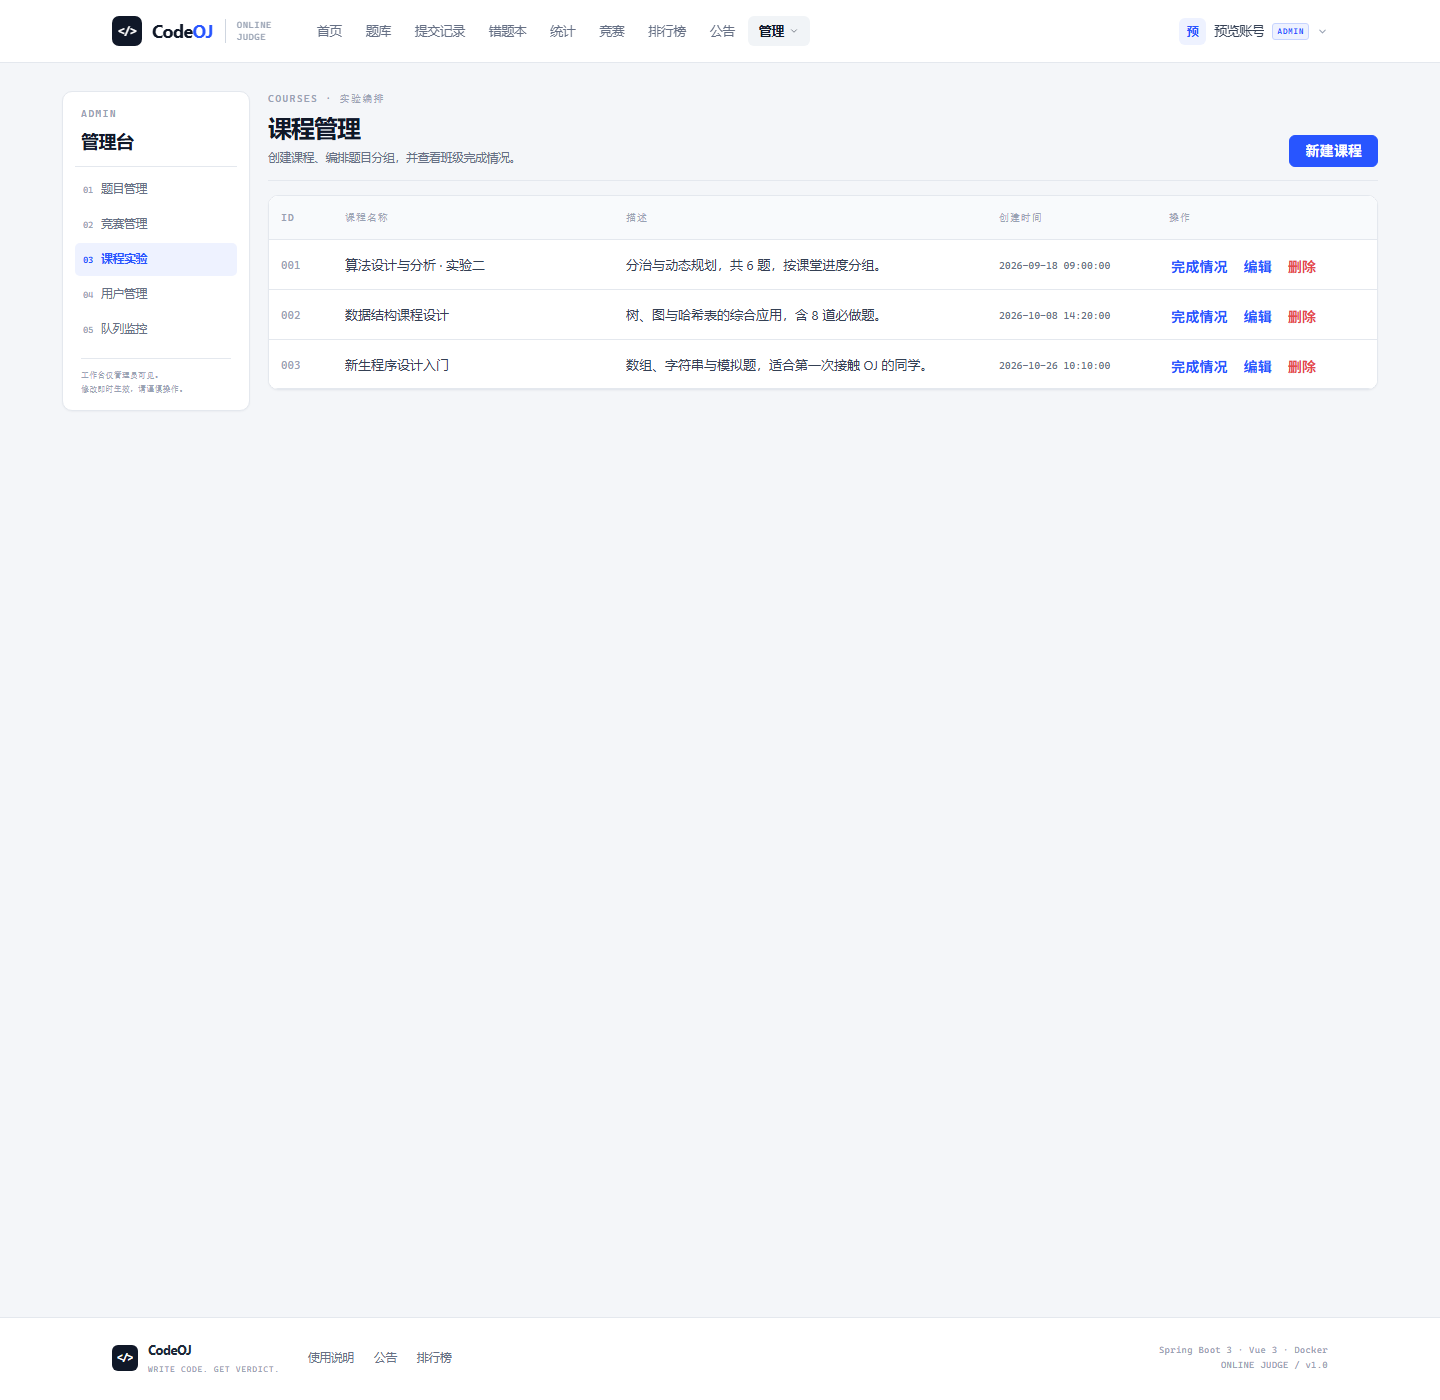 </> CodeOJ ONLINE JUDGE 首页 题库 提交记录 错题本 统计 竞赛 排行榜 公告 管理 预 预览账号 ADMIN
ADMIN
管理台
01 题目管理
02 竞赛管理
03 课程实验
04 用户管理
05 队列监控
工作台仅管理员可见。
修改即时生效，请谨慎操作。
COURSES · 实验编排
课程管理
创建课程、编排题目分组，并查看班级完成情况。
新建课程
ID 课程名称 描述 创建时间 操作
001 算法设计与分析 · 实验二 分治与动态规划，共 6 题，按课堂进度分组。 2026-09-18 09:00:00 完成情况 编辑 删除
002 数据结构课程设计 树、图与哈希表的综合应用，含 8 道必做题。 2026-10-08 14:20:00 完成情况 编辑 删除
003 新生程序设计入门 数组、字符串与模拟题，适合第一次接触 OJ 的同学。 2026-10-26 10:10:00 完成情况 编辑 删除
</> CodeOJ
WRITE CODE. GET VERDICT.
使用说明 公告 排行榜
Spring Boot 3 · Vue 3 · Docker
ONLINE JUDGE / v1.0